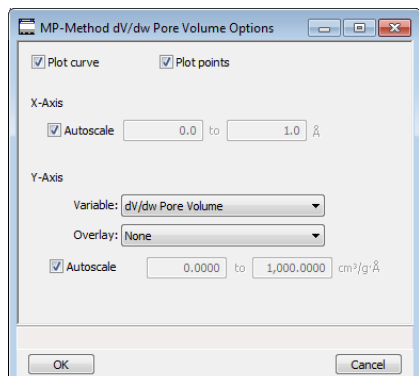 MP-Method dV/dw Pore Volume Options
Plot curve Plot points
X-Axis
Autoscale 0.0 to 1.0 Å
Y-Axis
Variable: dV/dw Pore Volume
Overlay: None
Autoscale 0.0000 to 1,000.0000 cm³/g·Å
OK Cancel